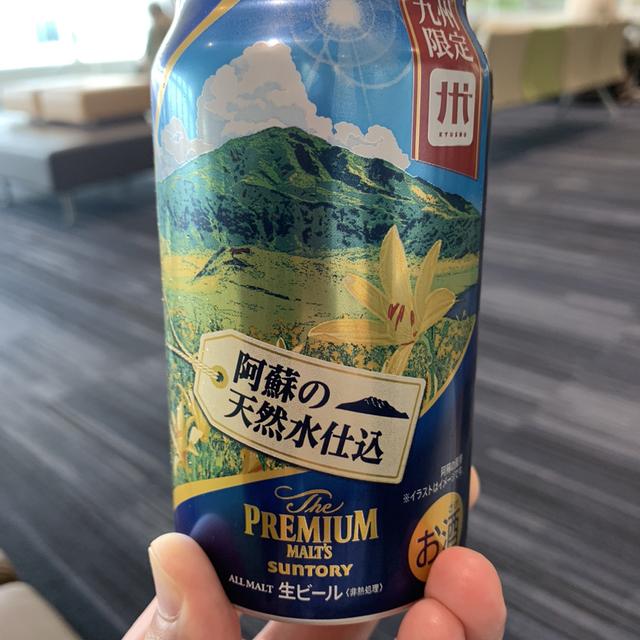 九州
限定
KYUSHU
阿蘇の
天然水仕込
※イラストはイメージ
お酒
The
PREMIUM
MALT'S
SUNTORY
ALL MALT 生ビール〈非熱処理〉